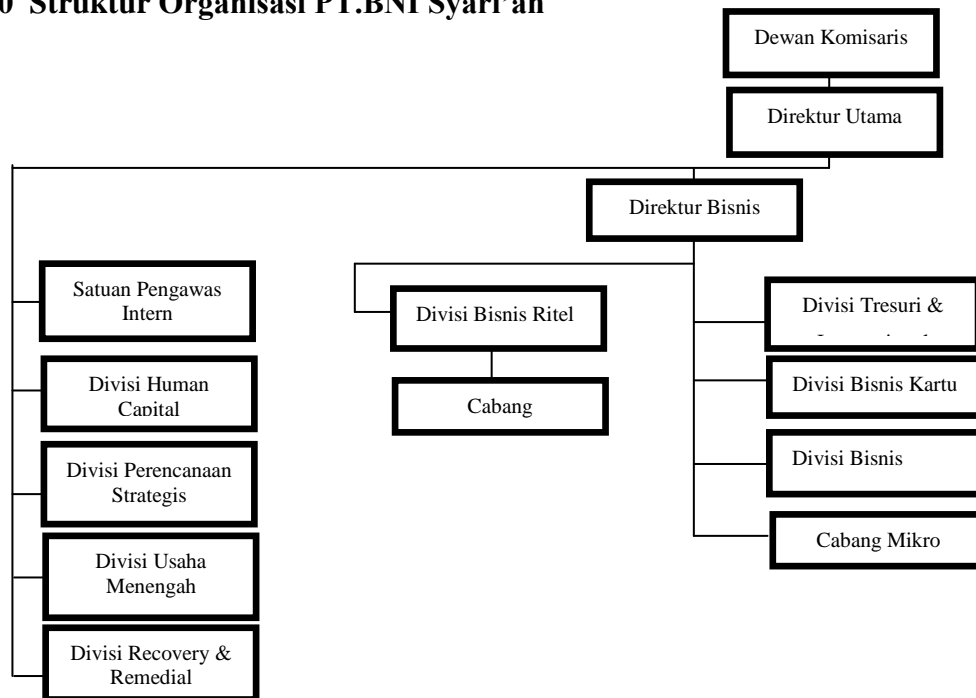 0 Struktur Organisasi PT.BNI Syari’ah
Dewan Komisaris
Direktur Utama
Direktur Bisnis
Satuan Pengawas
Intern
Divisi Human
Capital
Divisi Perencanaan
Strategis
Divisi Usaha
Menengah
Divisi Recovery &
Remedial
Divisi Bisnis Ritel
Cabang
Divisi Tresuri &
Divisi Bisnis Kartu
Divisi Bisnis
Cabang Mikro